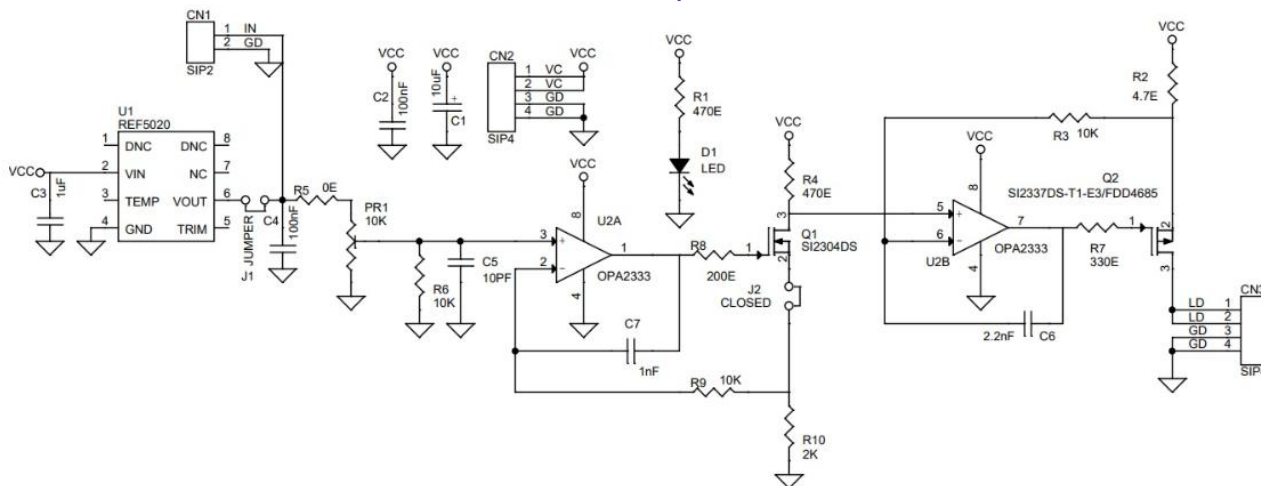 CN1
1 IN
2 GD
SIP2
U1
REF5020
1 DNC DNC 8
2 VIN NC 7
3 TEMP VOUT 6
4 GND TRIM 5
VCC
C3
1uF
JUMPER
J1
C4
100nF
R5 0E
PR1
10K
VCC
C2
100nF
VCC
10uF
+
C1
CN2
1 VC
2 VC
3 GD
4 GD
SIP4
VCC
R6
10K
C5
10PF
VCC
8
U2A
3 +
2 −
1
4
OPA2333
C7
1nF
R9 10K
R8
200E
VCC
R1
470E
D1
LED
VCC
R4
470E
3
1
2
Q1
SI2304DS
J2
CLOSED
R10
2K
VCC
R2
4.7E
R3 10K
VCC
8
5 +
6 −
7
4
U2B
OPA2333
2.2nF C6
R7
330E
Q2
SI2337DS-T1-E3/FDD4685
1
2
3
CN3
LD 1
LD 2
GD 3
GD 4